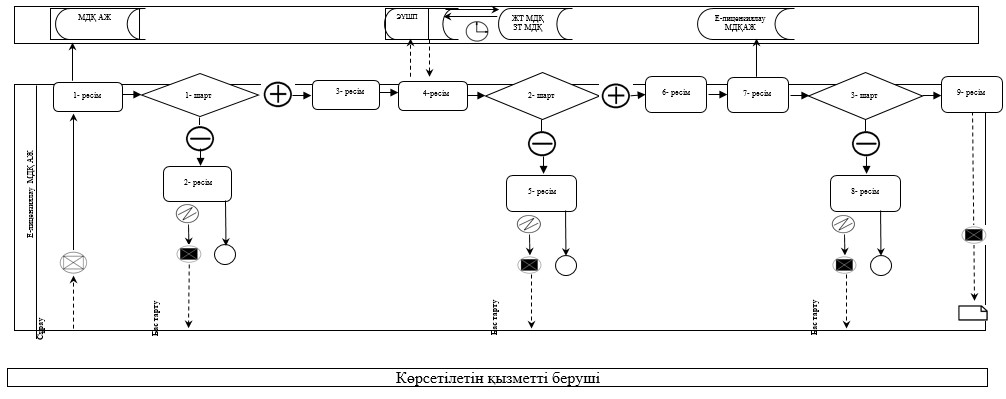 МДҚ АЖ
ЭУШП
ЖТ МДҚ
ЗТ МДҚ
Е-лицензиялау
МДҚАЖ
1- рәсім
1- шарт
3- рәсім
4-рәсім
2- шарт
6- рәсім
7- рәсім
3- шарт
9- рәсім
2- рәсім
5- рәсім
8- рәсім
Е-лицензиялау МДҚ АЖ
Сұрау
Бас тарту
Бас тарту
Бас тарту
Көрсетілетін қызметті беруші